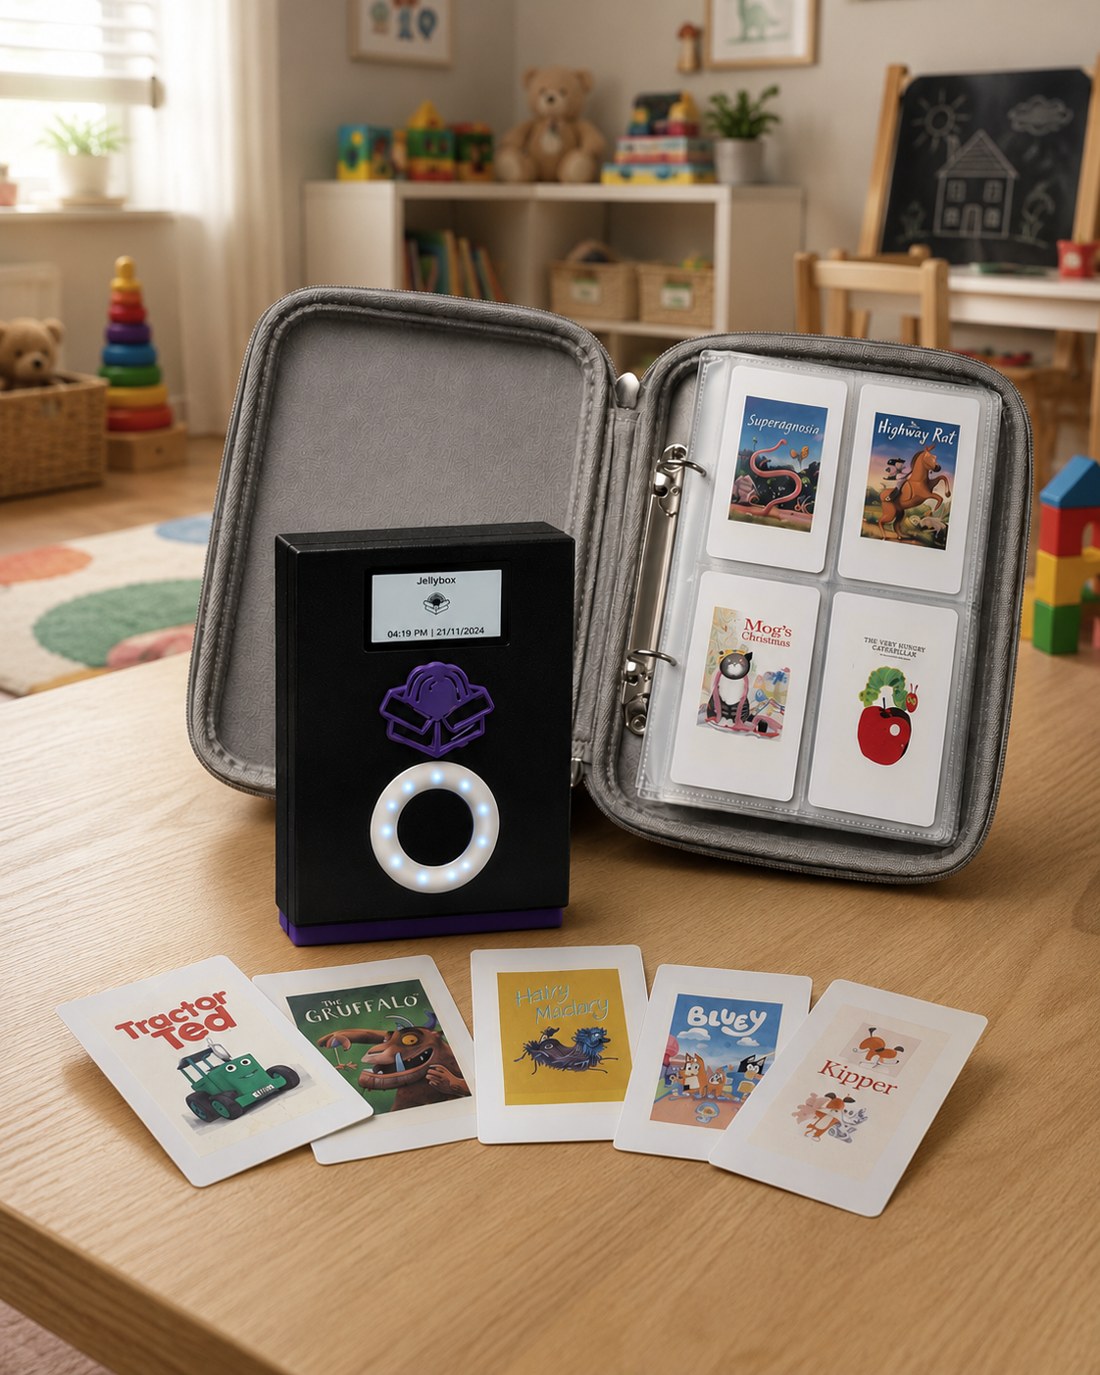 Superagnosia
Highway Rat
Mog's
Christmas
THE VERY HUNGRY
CATERPILLAR
Jellybox
04:19 PM | 21/11/2024
Tractor
Ted
THE
GRUFFALO
Hairy
Maclary
BLUEY
Kipper